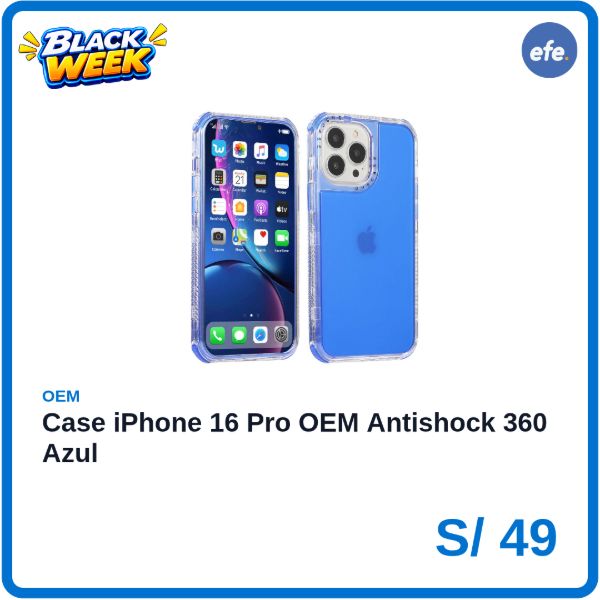 BLACK
WEEK
efe.
OEM
Case iPhone 16 Pro OEM Antishock 360
Azul
S/ 49